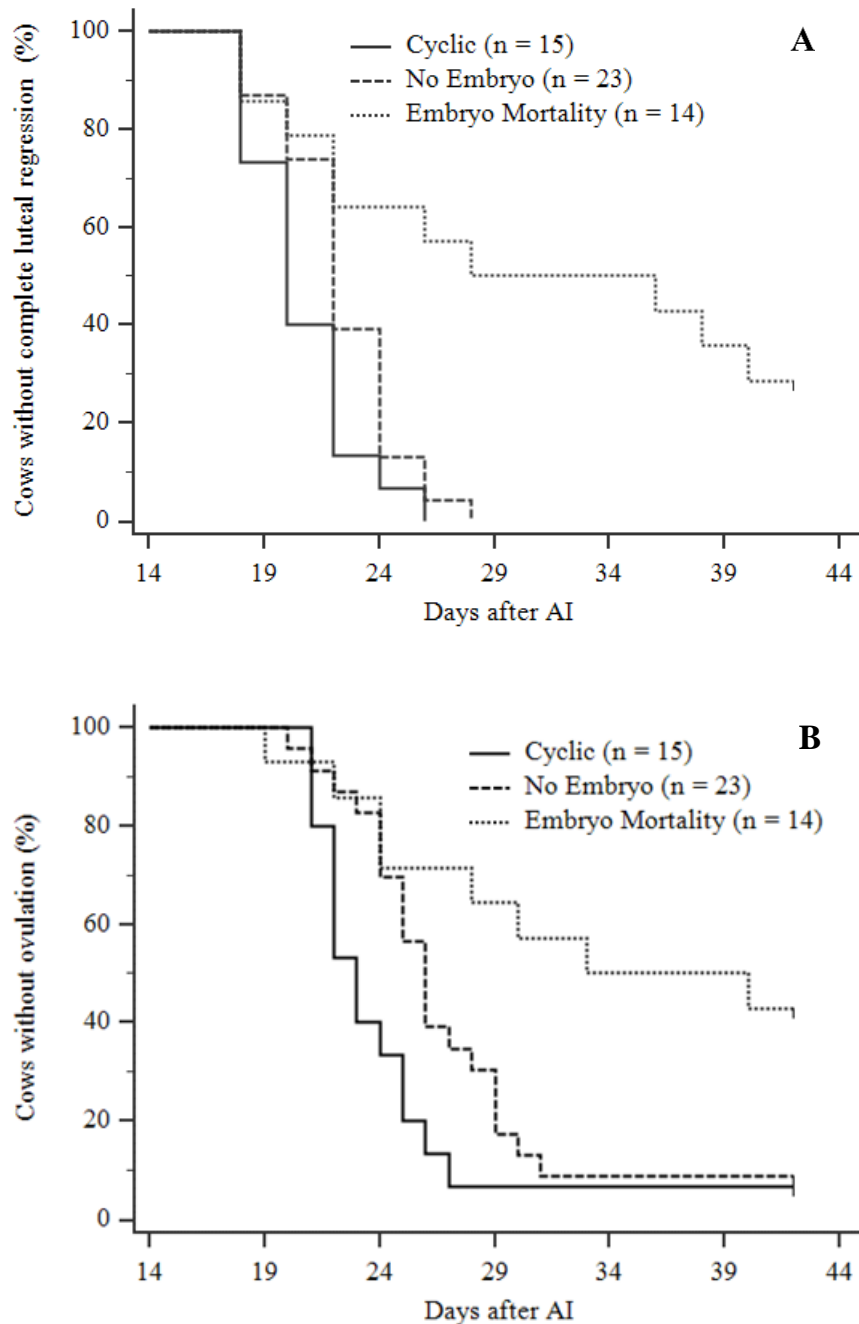 A
Cyclic (n = 15)
No Embryo (n = 23)
Embryo Mortality (n = 14)
Cows without complete luteal regression (%)
100
80
60
40
20
0
14 19 24 29 34 39 44
Days after AI
B
Cyclic (n = 15)
No Embryo (n = 23)
Embryo Mortality (n = 14)
Cows without ovulation (%)
100
80
60
40
20
0
14 19 24 29 34 39 44
Days after AI